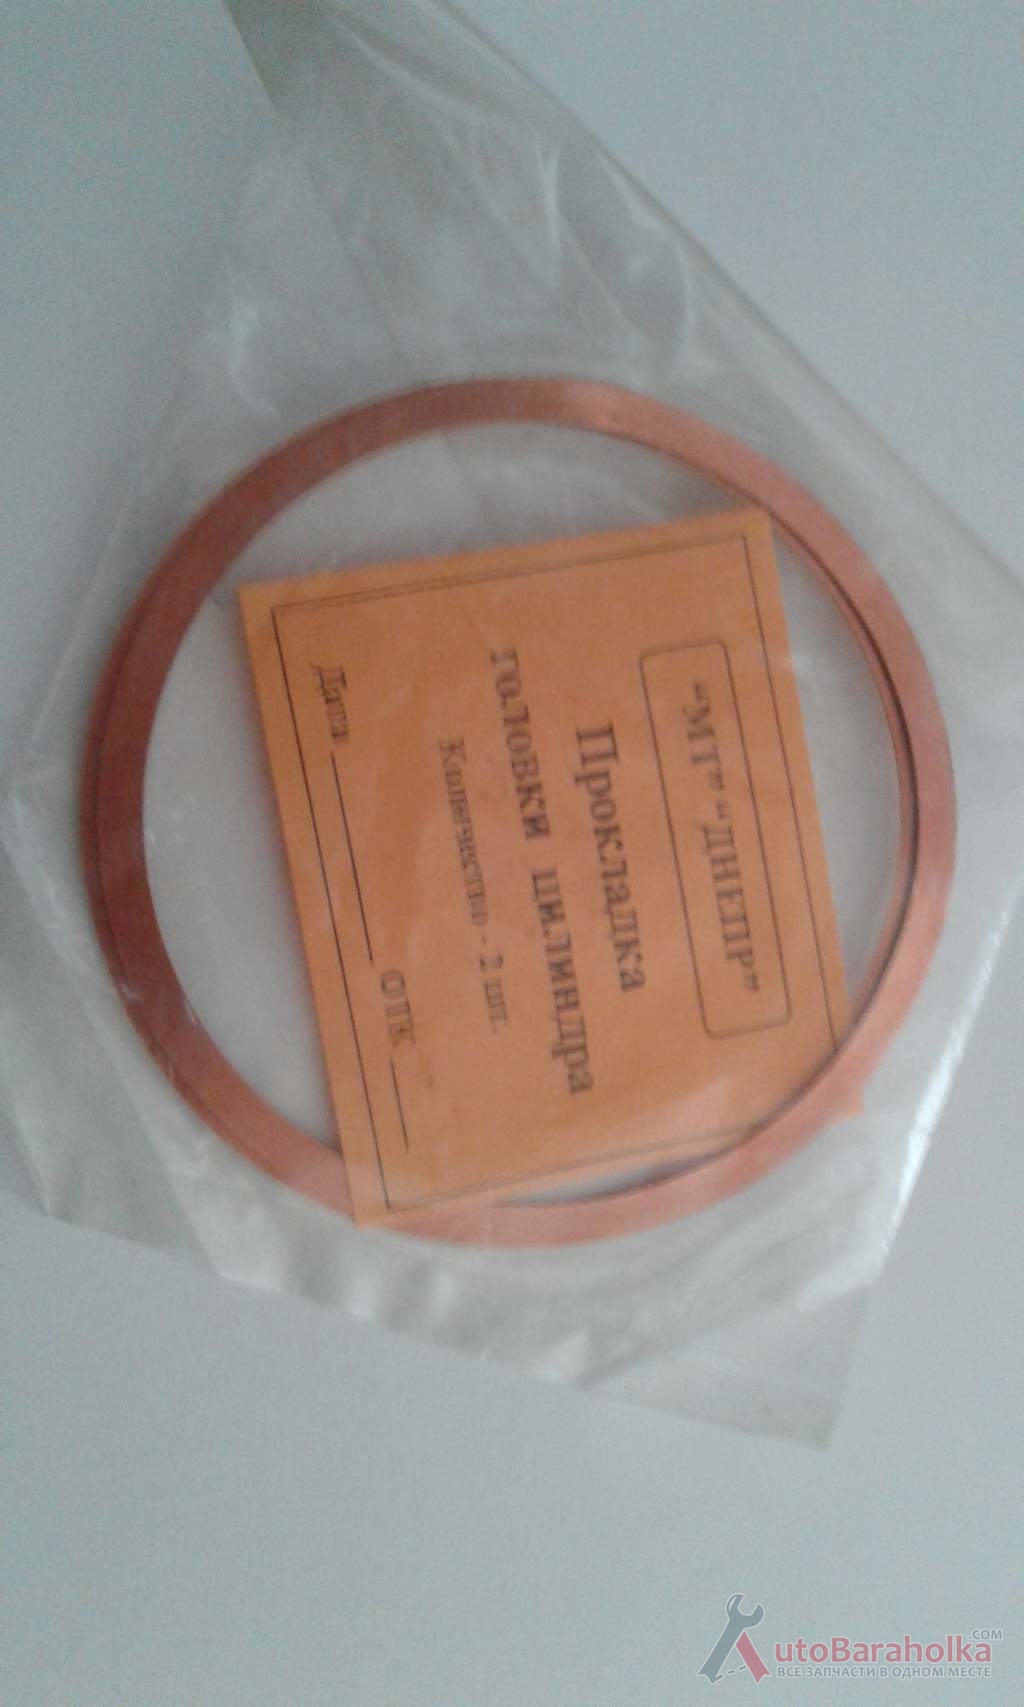 "МТ" "ДНЕПР"
Прокладка
головки цилиндра
Количество - 2 шт.
Дата ОТК
AutoBaraholka.COM
ВСЕ ЗАПЧАСТИ В ОДНОМ МЕСТЕ